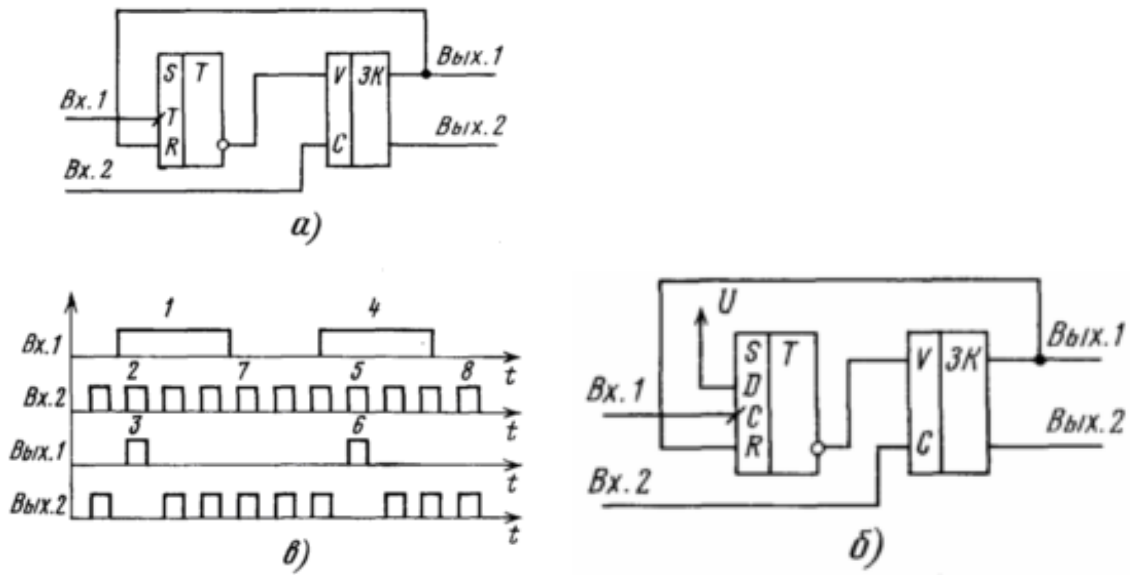 S T V ЗК Вых.1
Вх.1 T
R C Вых.2
Вх.2
а)
1 4
Вх.1 t
2 7 5 8
Вх.2 t
3 6
Вых.1 t
Вых.2 t
в)
U
S T V ЗК Вых.1
D
Вх.1 C
R C Вых.2
Вх.2
б)